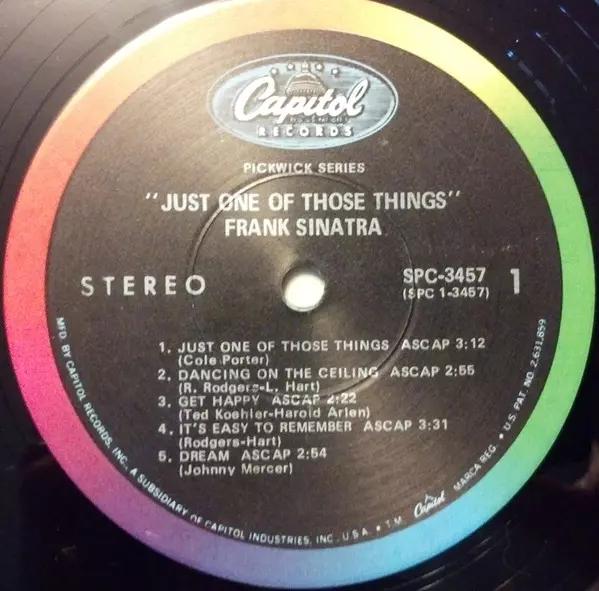 Capitol
RECORDS
PICKWICK SERIES
"JUST ONE OF THOSE THINGS"
FRANK SINATRA
STEREO
SPC-3457
(SPC 1-3457)
1
1. JUST ONE OF THOSE THINGS ASCAP 3:12
(Cole Porter)
2. DANCING ON THE CEILING ASCAP 2:55
(R. Rodgers-L. Hart)
3. GET HAPPY ASCAP 2:22
(Ted Koehler-Harold Arlen)
4. IT'S EASY TO REMEMBER ASCAP 3:31
(Rodgers-Hart)
5. DREAM ASCAP 2:54
(Johnny Mercer)
MFD. BY CAPITOL RECORDS, INC., A SUBSIDIARY OF CAPITOL INDUSTRIES, INC., U.S.A. • T.M. Capitol MARCA REG. • U.S. PAT. NO. 2,631,859